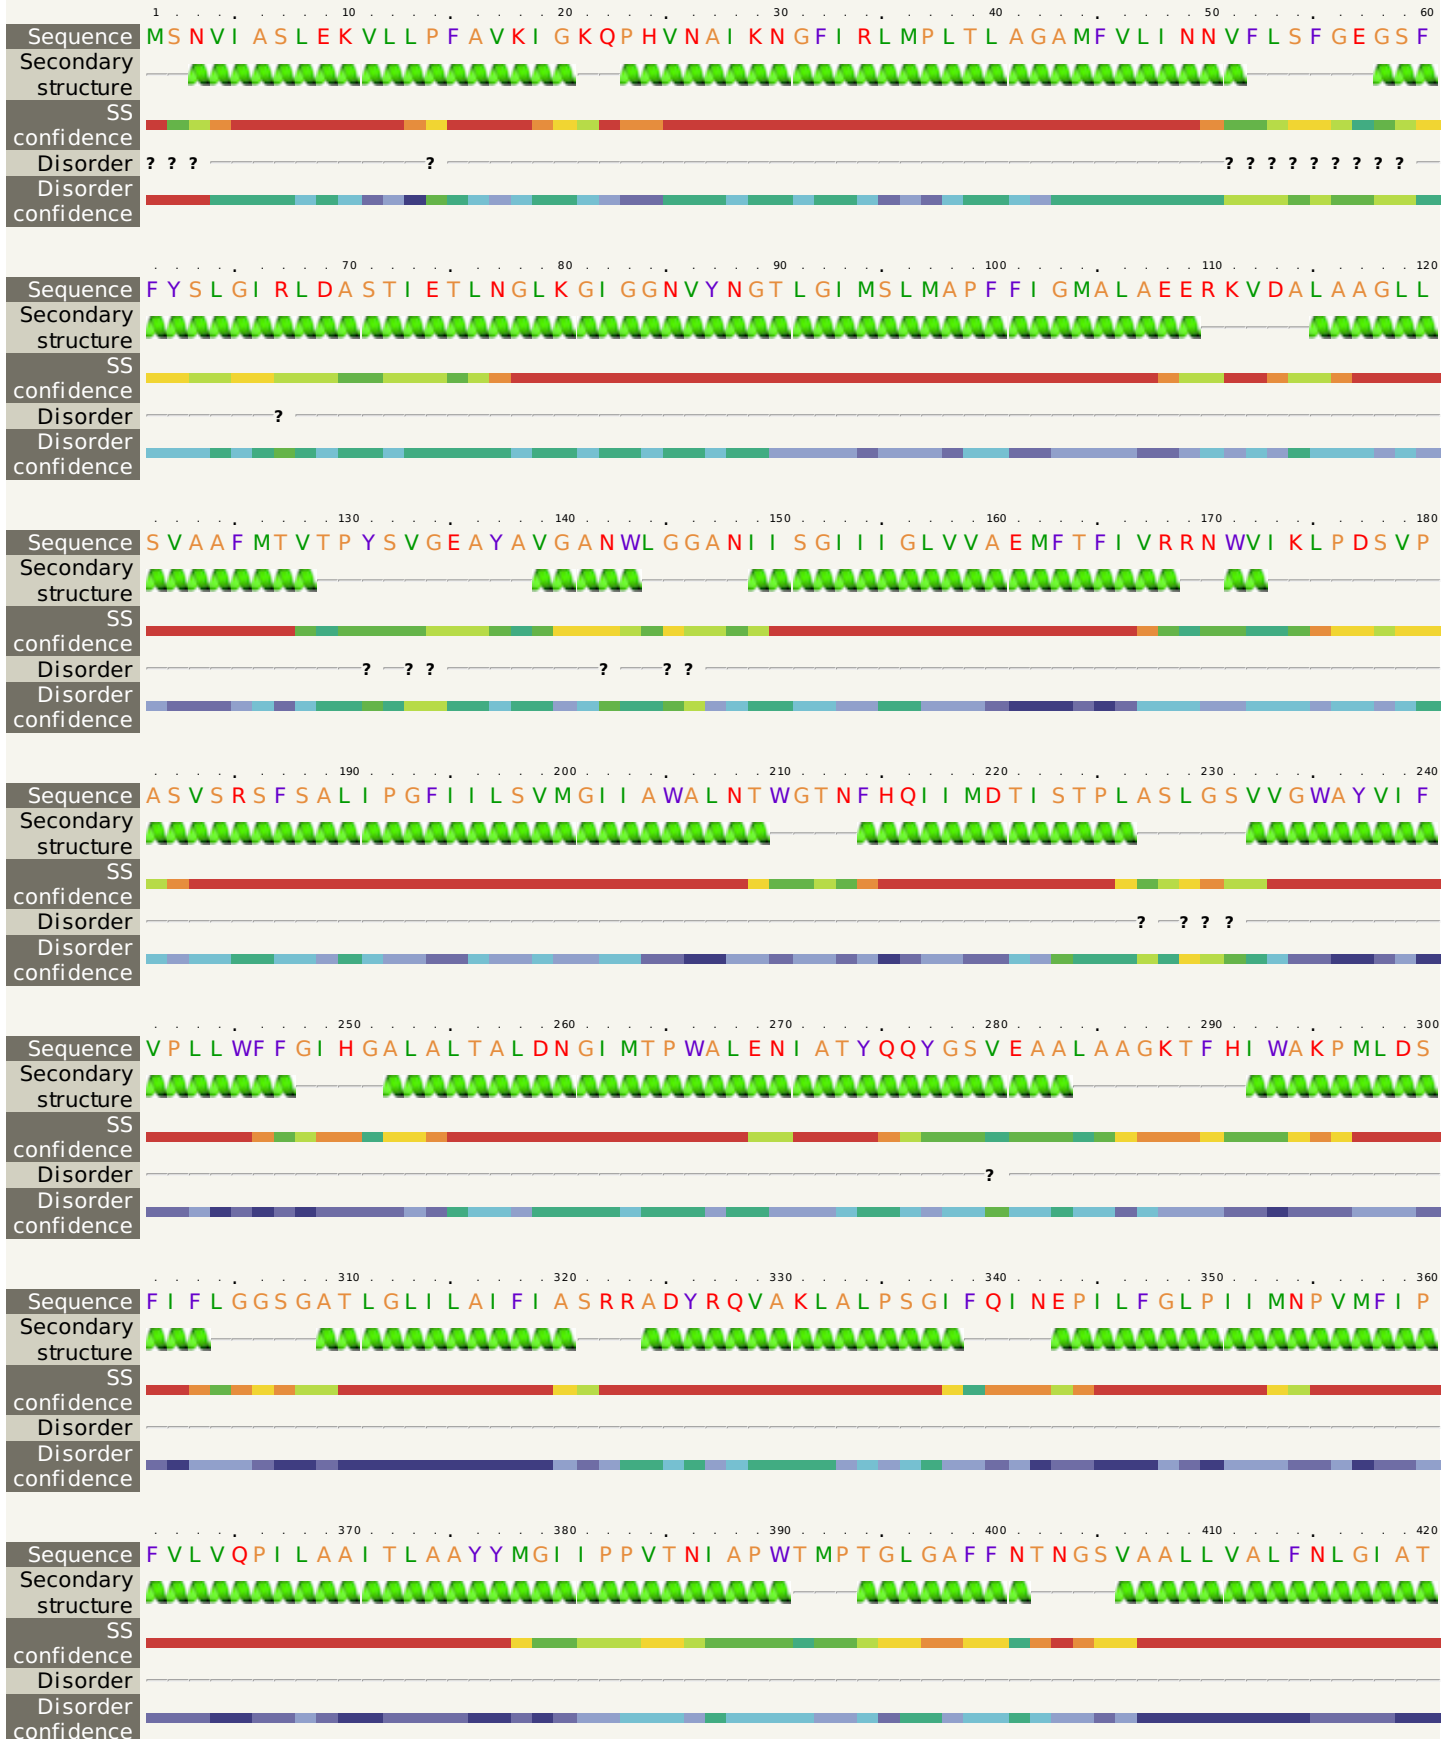 1 10 20 30 40 50 60
Sequence MSNVIASLEKVLLPFAVKIGKQPHVNAIKNGFIRLMPLTLAGAMFVLINNVFLSFGEGSF
Secondary
structure
SS
confidence
Disorder ? ? ? ? ? ? ? ? ? ? ? ? ?
Disorder
confidence
70 80 90 100 110 120
Sequence FYSLGIRLDASTIETLNGLKGIGGNVYNGTLGIMSLMAPFFIGMALAEERKVDALAAGLL
Secondary
structure
SS
confidence
Disorder ?
Disorder
confidence
130 140 150 160 170 180
Sequence SVAAFMTVTPYSVGEAYAVGANWLGGANIISGIIIGLVVAEMFTFIVRRNWVIKLPDSVP
Secondary
structure
SS
confidence
Disorder ? ? ? ? ? ?
Disorder
confidence
190 200 210 220 230 240
Sequence ASVSRSFSALIPGFIILSVMGIIAWALNTWGTNFHQIIMDTISTPLASLGSVVGWAYVIF
Secondary
structure
SS
confidence
Disorder ? ? ? ?
Disorder
confidence
250 260 270 280 290 300
Sequence VPLLWFFGIHGALALTALDNGIMTPWALENIATYQQYGSVEAALAAGKTFHIWAKPMLDS
Secondary
structure
SS
confidence
Disorder ?
Disorder
confidence
310 320 330 340 350 360
Sequence FIFLGGSGATLGLILAIFIASRRADYRQVAKLALPSGIFQINEPILFGLPIIMNPVMFIP
Secondary
structure
SS
confidence
Disorder
Disorder
confidence
370 380 390 400 410 420
Sequence FVLVQPILAAITLAAYYMGIIPPVTNIAPWTMPTGLGAFFNTNGSVAALLVALFNLGIAT
Secondary
structure
SS
confidence
Disorder
Disorder
confidence